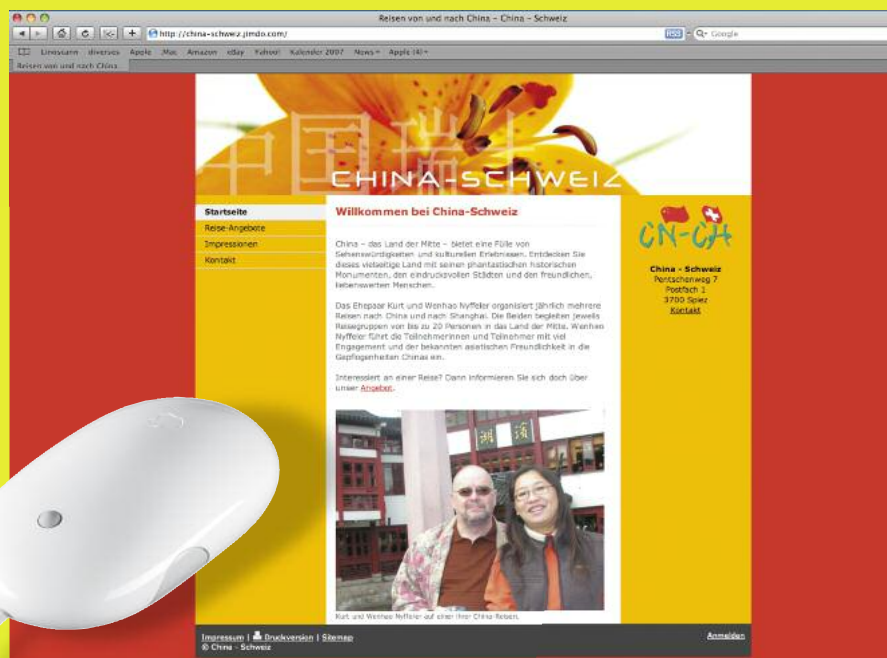 Reisen von und nach China – China – Schweiz
http://china-schweiz.jimdo.com/
RSS
Google
Linoscann diverses Apple .Mac Amazon eBay Yahoo! Kalender 2007 News Apple (4)
Reisen von und nach China...
中国瑞士
CHINA-SCHWEIZ
Startseite
Reise-Angebote
Impressionen
Kontakt
Willkommen bei China-Schweiz
China – das Land der Mitte – bietet eine Fülle von
Sehenswürdigkeiten und kulturellen Erlebnissen. Entdecken Sie
dieses vielseitige Land mit seinen phantastischen historischen
Monumenten, den eindrucksvollen Städten und den freundlichen,
liebenswerten Menschen.
Das Ehepaar Kurt und Wenhao Nyffeler organisiert jährlich mehrere
Reisen nach China und nach Shanghai. Die Beiden begleiten jeweils
Reisegruppen von bis zu 20 Personen in das Land der Mitte. Wenhao
Nyffeler führt die Teilnehmerinnen und Teilnehmer mit viel
Engagement und der bekannten asiatischen Freundlichkeit in die
Gepflogenheiten Chinas ein.
Interessiert an einer Reise? Dann informieren Sie sich doch über
unser Angebot.
Kurt und Wenhao Nyffeler auf einer ihrer China-Reisen.
CN-CH
China - Schweiz
Pentschenweg 7
Postfach 1
3700 Spiez
Kontakt
Impressum | Druckversion | Sitemap
© China - Schweiz
Anmelden